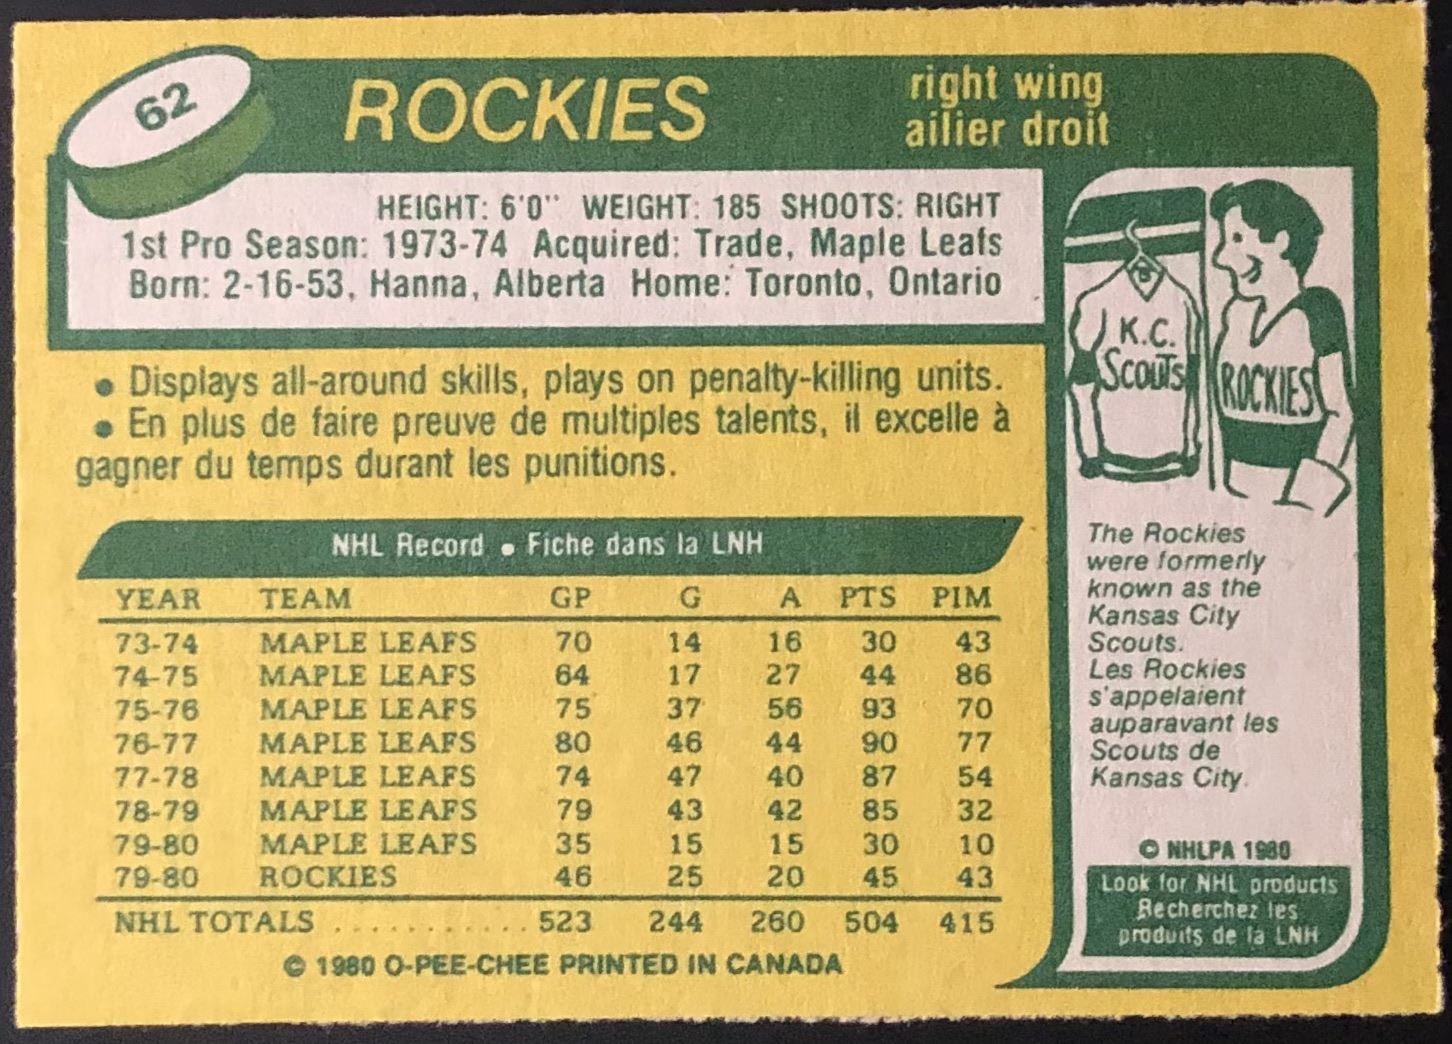 62
ROCKIES
right wing
ailier droit
HEIGHT: 6'0" WEIGHT: 185 SHOOTS: RIGHT
1st Pro Season: 1973-74 Acquired: Trade, Maple Leafs
Born: 2-16-53, Hanna, Alberta Home: Toronto, Ontario
• Displays all-around skills, plays on penalty-killing units.
• En plus de faire preuve de multiples talents, il excelle à
gagner du temps durant les punitions.
NHL Record • Fiche dans la LNH
YEAR TEAM GP G A PTS PIM
73-74 MAPLE LEAFS 70 14 16 30 43
74-75 MAPLE LEAFS 64 17 27 44 86
75-76 MAPLE LEAFS 75 37 56 93 70
76-77 MAPLE LEAFS 80 46 44 90 77
77-78 MAPLE LEAFS 74 47 40 87 54
78-79 MAPLE LEAFS 79 43 42 85 32
79-80 MAPLE LEAFS 35 15 15 30 10
79-80 ROCKIES 46 25 20 45 43
NHL TOTALS ........... 523 244 260 504 415
© 1980 O-PEE-CHEE PRINTED IN CANADA
K.C.
SCOUTS
ROCKIES
The Rockies
were formerly
known as the
Kansas City
Scouts.
Les Rockies
s'appelaient
auparavant les
Scouts de
Kansas City.
© NHLPA 1980
Look for NHL products
Recherchez les
produits de la LNH